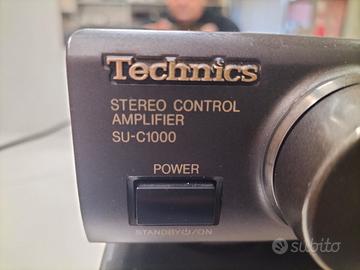 Technics
STEREO CONTROL
AMPLIFIER
SU-C1000
POWER
STANDBY⏻/ON
subito